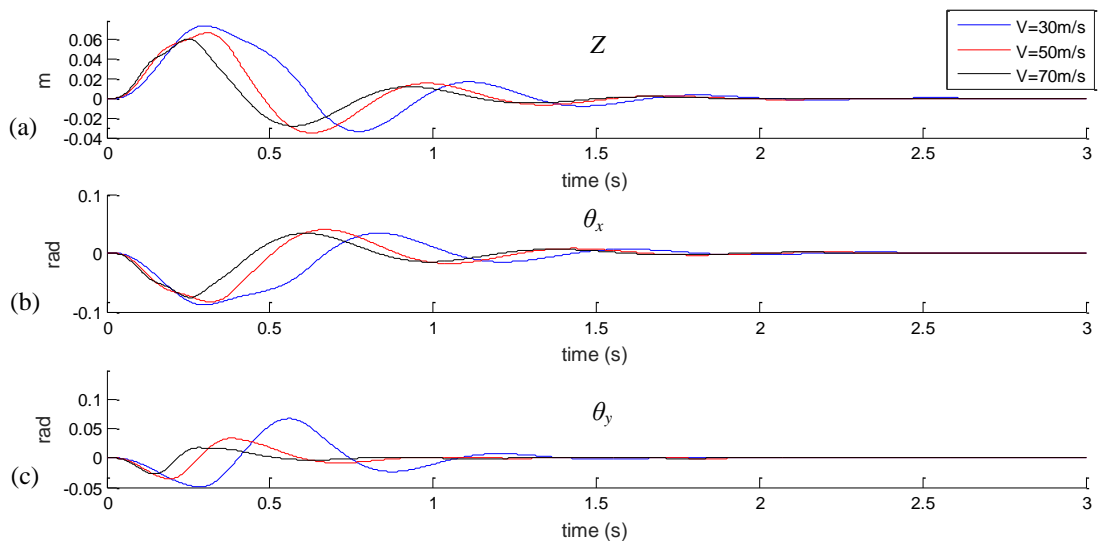 V=30m/s
V=50m/s
V=70m/s
Z
m
0.06
0.04
0.02
0
-0.02
-0.04
(a)
0 0.5 1 1.5 2 2.5 3
time (s)
θx
rad
0.1
0
-0.1
(b)
0 0.5 1 1.5 2 2.5 3
time (s)
θy
rad
0.1
0.05
0
-0.05
(c)
0 0.5 1 1.5 2 2.5 3
time (s)